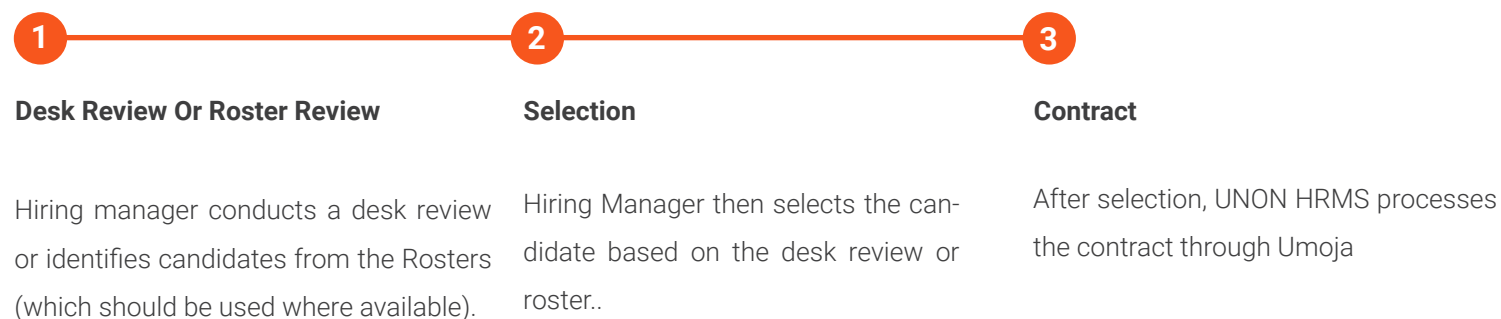 1
2
3
Desk Review Or Roster Review
Selection
Contract
Hiring manager conducts a desk review
or identifies candidates from the Rosters
(which should be used where available).
Hiring Manager then selects the can-
didate based on the desk review or
roster..
After selection, UNON HRMS processes
the contract through Umoja